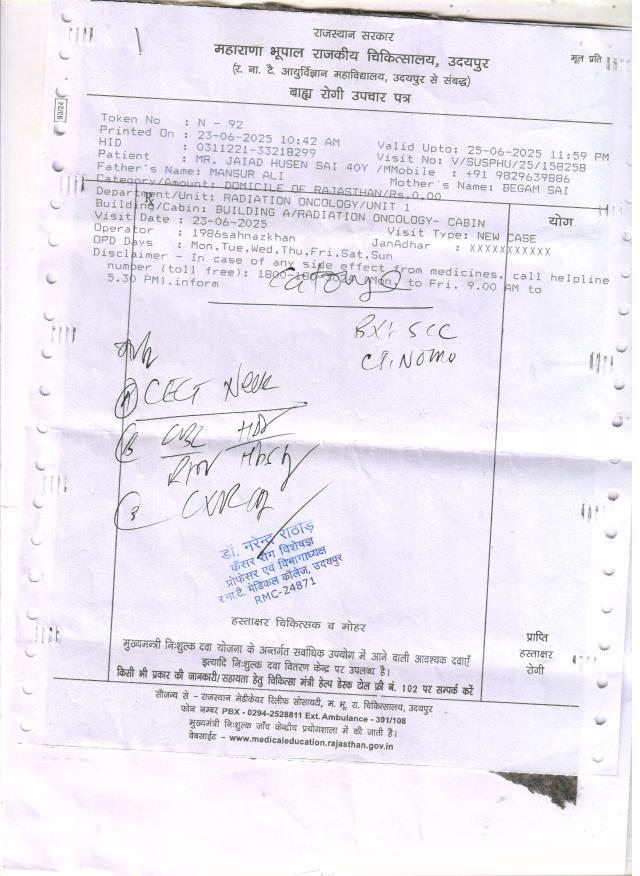 राजस्थान सरकार
महाराणा भूपाल राजकीय चिकित्सालय, उदयपुर
मूल प्रति
(र. ना. टै. आयुर्विज्ञान महाविद्यालय, उदयपुर से संबद्ध)
बाह्य रोगी उपचार पत्र
93/24
Token No : N - 92
Printed On : 23-06-2025 10:42 AM Valid Upto: 25-06-2025 11:59 PM
HID : 0311221-33218299 Visit No: V/SUSPHU/25/158258
Patient : MR. JAIAD HUSEN SAI 40Y /MMobile : +91 9829639886
Father's Name: MANSUR ALI Mother's Name: BEGAM SAI
Category/Amount: DOMICILE OF RAJASTHAN/Rs.0.00
Department/Unit: RADIATION ONCOLOGY/UNIT 1
योग
Building/Cabin: BUILDING A/RADIATION ONCOLOGY- CABIN
Visit Date : 23-06-2025 Visit Type: NEW CASE
Operator : 1986sahnazkhan JanAdhar : XXXXXXXXXXX
OPD Days : Mon,Tue,Wed,Thu,Fri,Sat,Sun
Disclaimer - In case of any side effect from medicines, call helpline
number (toll free): 1800-18 (Mon. to Fri. 9.00 AM to
5.30 PM).inform
BX: SCC
CECT Neck
CBC
RFT HbsAg
CXR
डॉ. नरेन्द्र राठौड़
कैंसर रोग विशेषज्ञ
प्रोफेसर एवं विभागाध्यक्ष
र.ना.टै. मेडिकल कॉलेज, उदयपुर
RMC-24871
हस्ताक्षर चिकित्सक व मोहर
प्राप्ति
हस्ताक्षर
रोगी
मुख्यमन्त्री निःशुल्क दवा योजना के अन्तर्गत सर्वाधिक उपयोग में आने वाली आवश्यक दवाएँ
इत्यादि निःशुल्क दवा वितरण केन्द्र पर उपलब्ध है।
किसी भी प्रकार की जानकारी/सहायता हेतु चिकित्सा मंत्री हेल्प डेस्क टोल फ्री नं. 102 पर सम्पर्क करें
सौजन्य से - राजस्थान मेडीकेयर रिलीफ सोसायटी, म. भू. रा. चिकित्सालय, उदयपुर
फोन नम्बर PBX - 0294-2528811 Ext. Ambulance - 391/108
मुख्यमन्त्री निःशुल्क जाँच केन्द्रीय प्रयोगशाला में की जाती है।
वेबसाईट – www.medicaleducation.rajasthan.gov.in